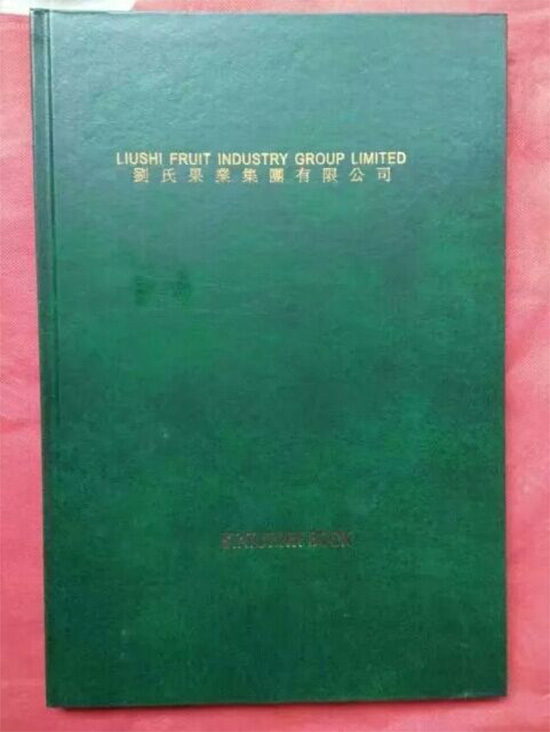 LIUSHI FRUIT INDUSTRY GROUP LIMITED
劉氏果業集團有限公司
STATUTORY BOOK